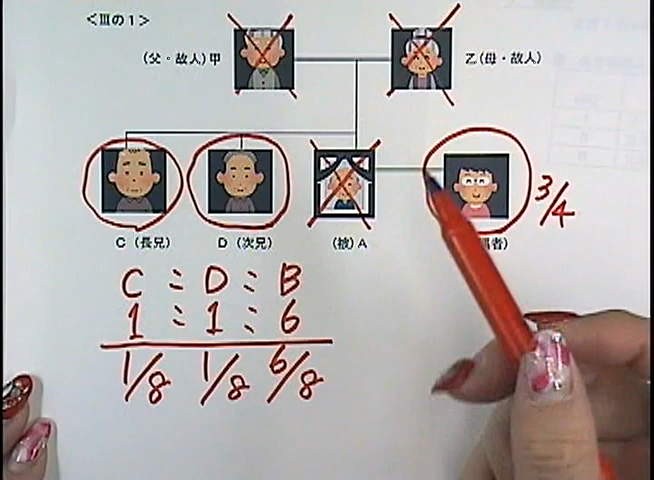 <Ⅲの1>
(父・故人)甲
乙(母・故人)
3/4
C(長兄)
D(次兄)
(被)A
者)
C : D : B
1 : 1 : 6
1/8 1/8 6/8